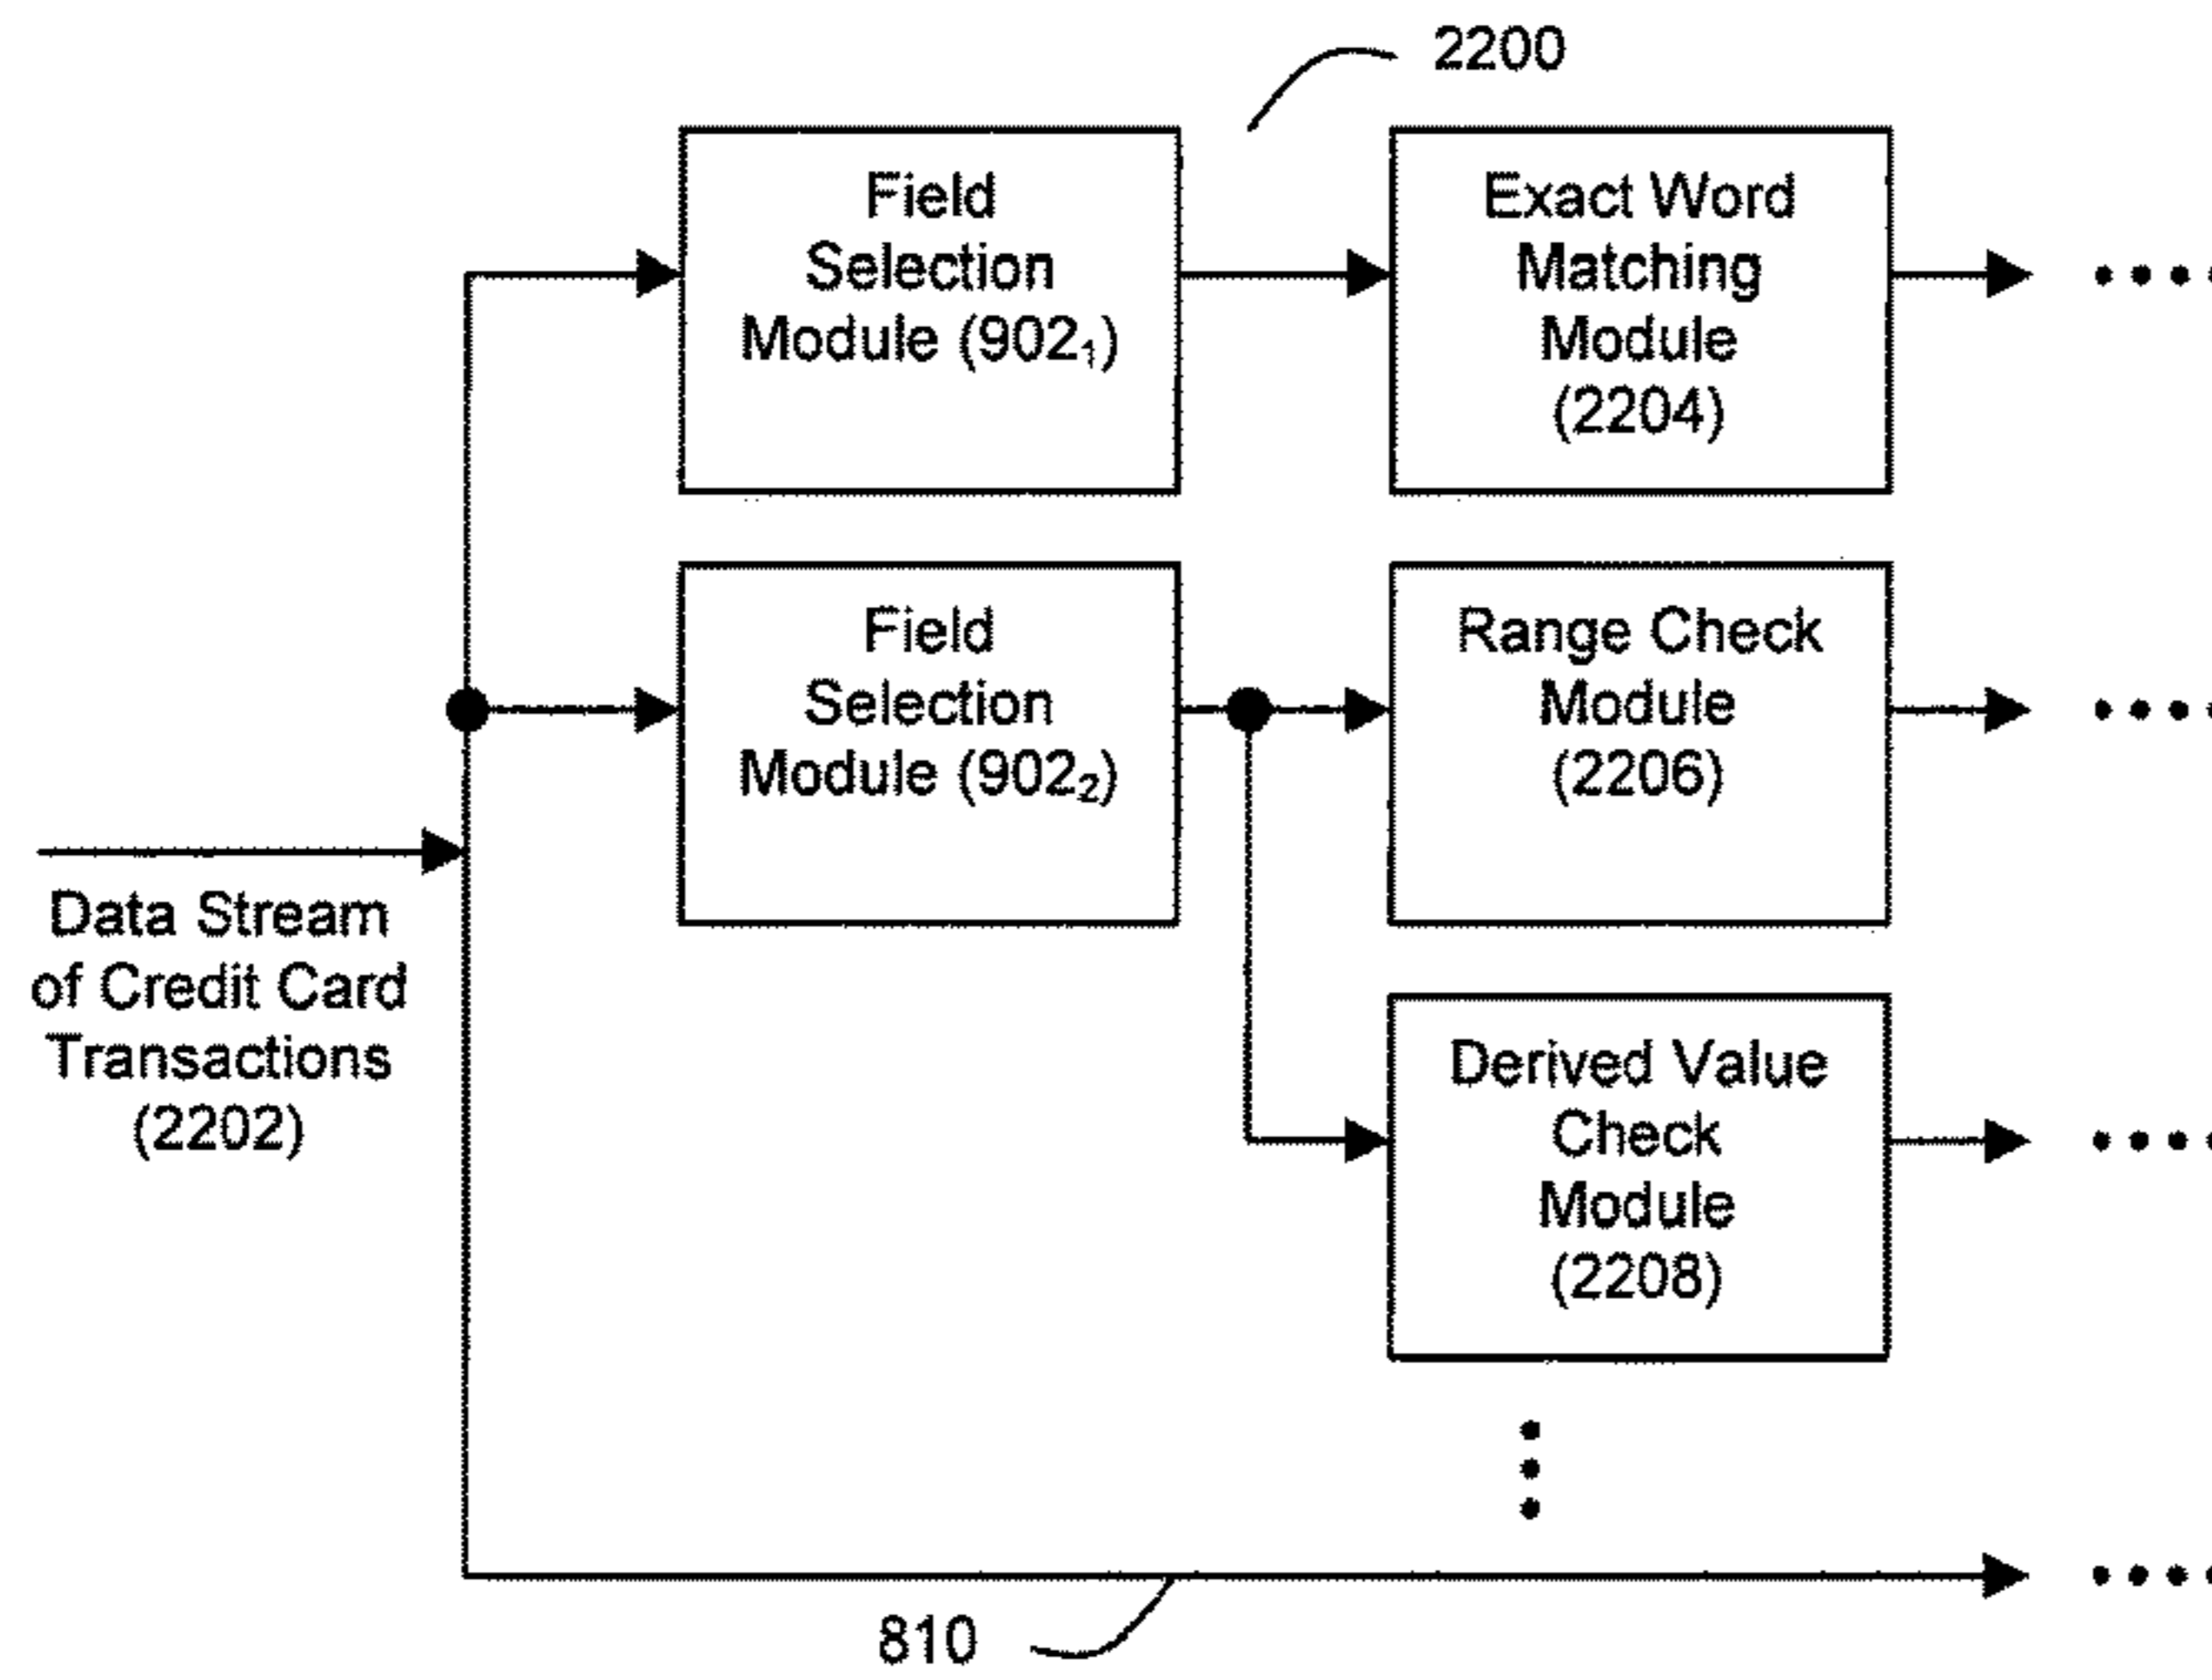 2200
Field
Selection
Module (902₁)
Exact Word
Matching
Module
(2204)
Field
Selection
Module (902₂)
Range Check
Module
(2206)
Data Stream
of Credit Card
Transactions
(2202)
Derived Value
Check
Module
(2208)
810